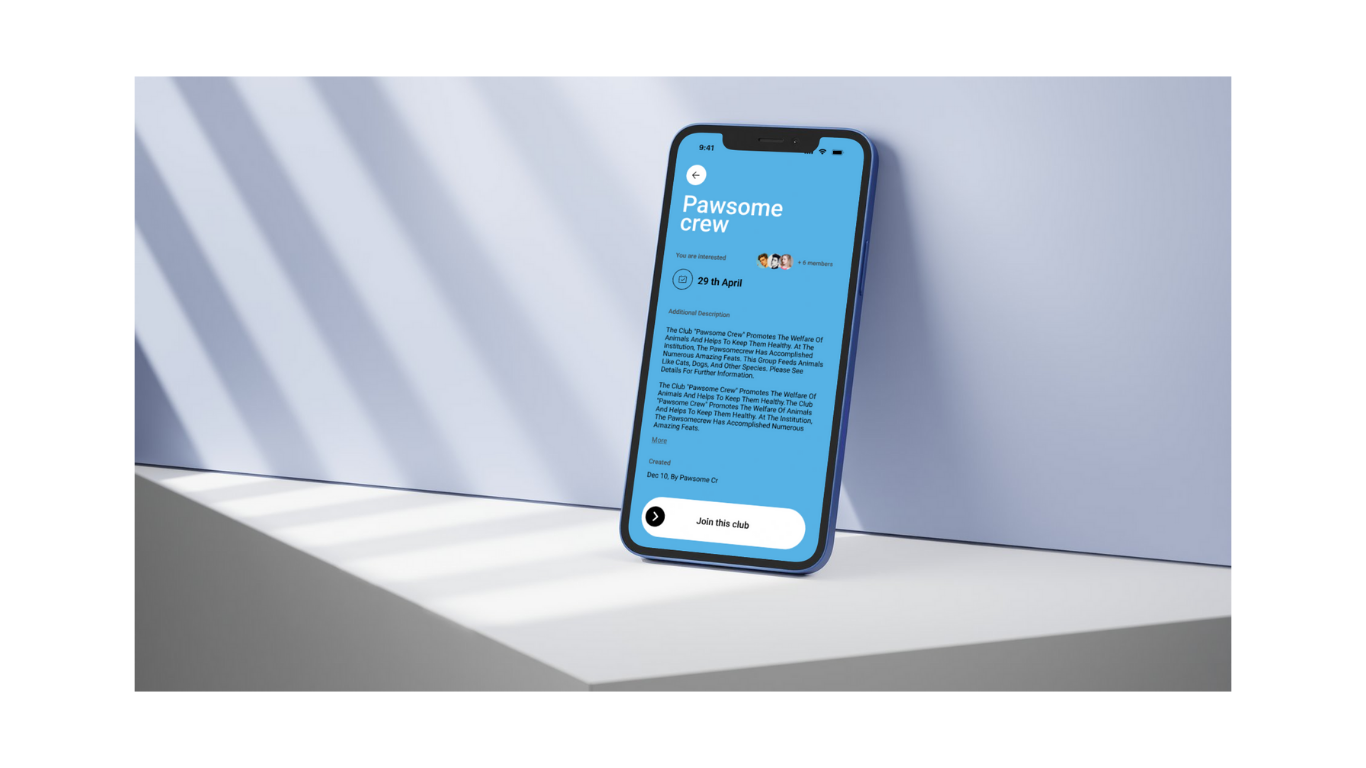 9:41
Pawsome
crew
You are interested
+ 6 members
29 th April
Additional Description
The Club "Pawsome Crew" Promotes The Welfare Of
Animals And Helps To Keep Them Healthy. At The
Institution, The Pawsomecrew Has Accomplished
Numerous Amazing Feats. This Group Feeds Animals
Like Cats, Dogs, And Other Species. Please See
Details For Further Information.
The Club "Pawsome Crew" Promotes The Welfare Of
Animals And Helps To Keep Them Healthy.The Club
"Pawsome Crew" Promotes The Welfare Of Animals
And Helps To Keep Them Healthy. At The Institution,
The Pawsomecrew Has Accomplished Numerous
Amazing Feats.
More
Created
Dec 10, By Pawsome Cr
Join this club